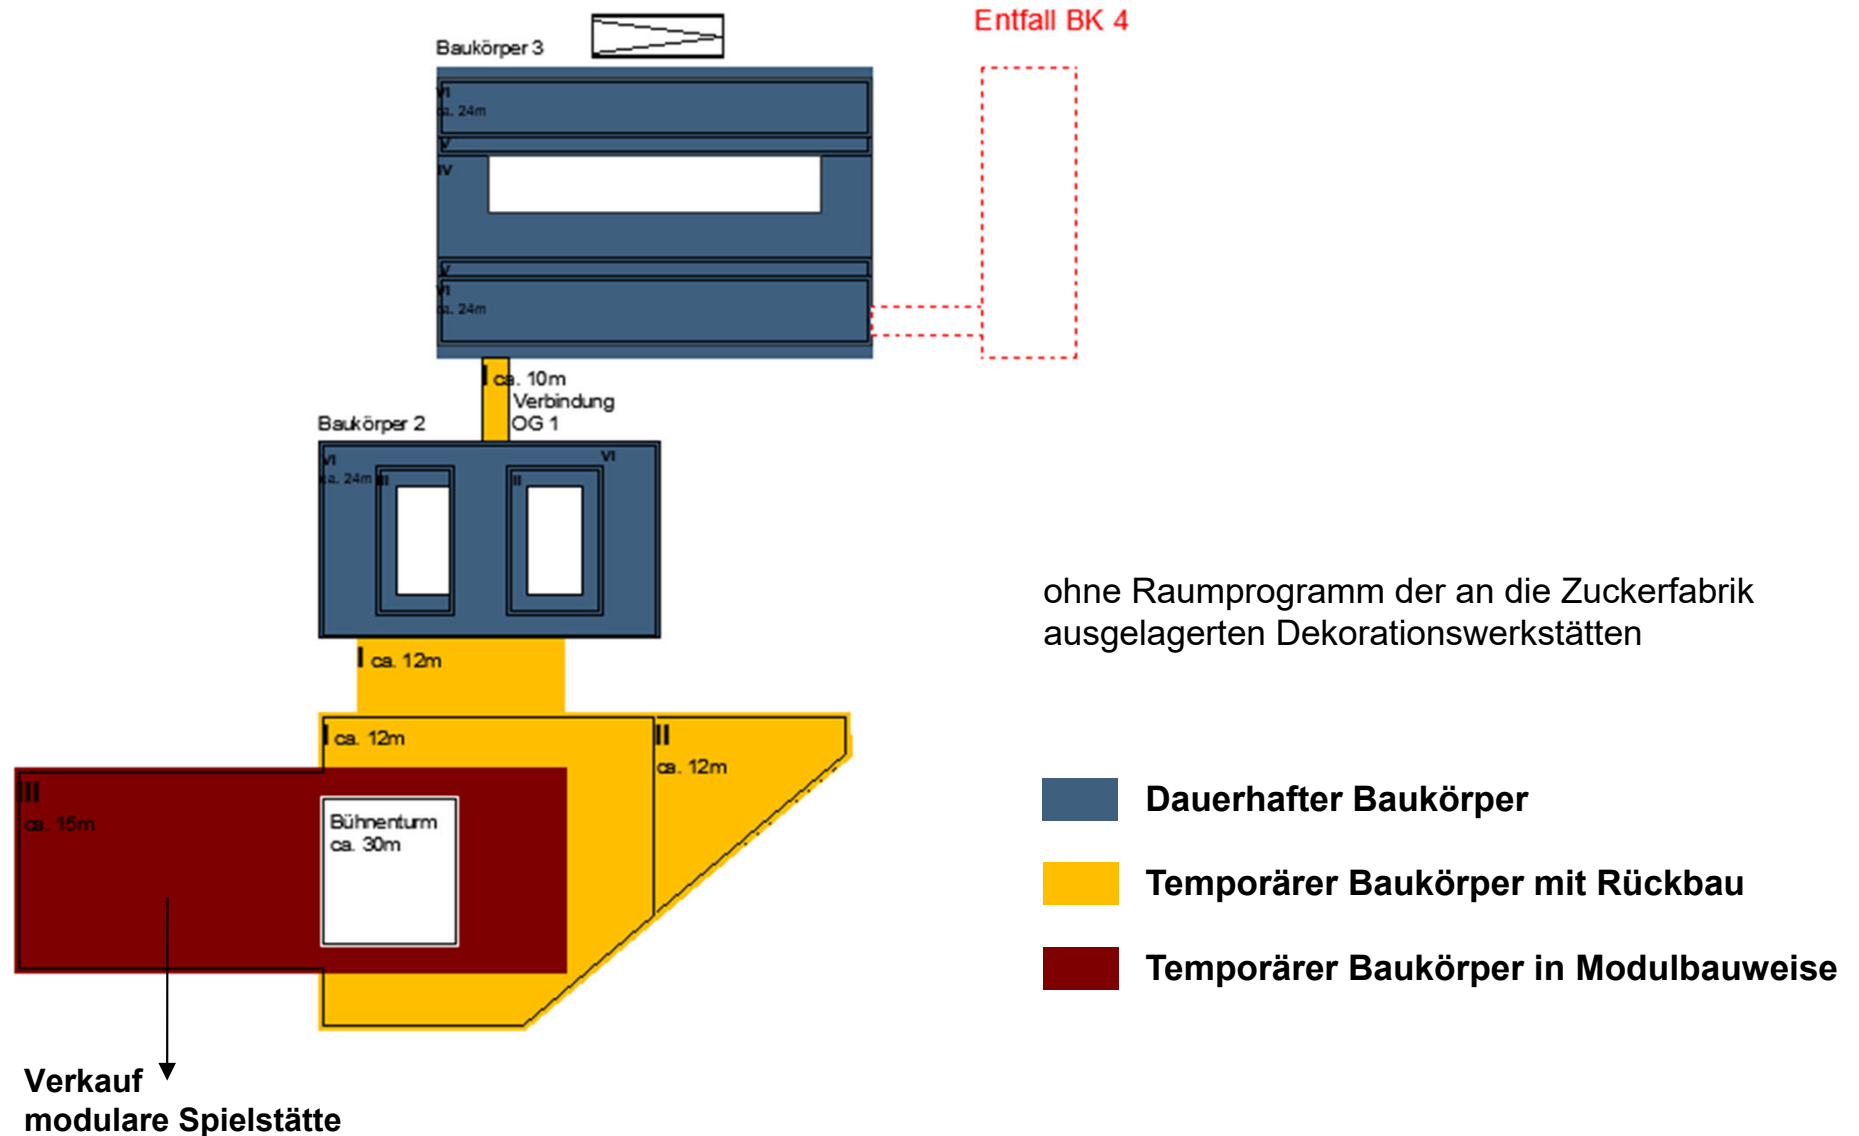 Entfall BK 4
Baukörper 3
VI
ca. 24m
V
IV
V
VI
ca. 24m
I ca. 10m
Verbindung
OG 1
Baukörper 2
VI
VI
ca. 24m
III
II
I ca. 12m
I ca. 12m
II
ca. 12m
III
ca. 15m
Bühnenturm
ca. 30m
Verkauf
modulare Spielstätte
ohne Raumprogramm der an die Zuckerfabrik
ausgelagerten Dekorationswerkstätten
Dauerhafter Baukörper
Temporärer Baukörper mit Rückbau
Temporärer Baukörper in Modulbauweise